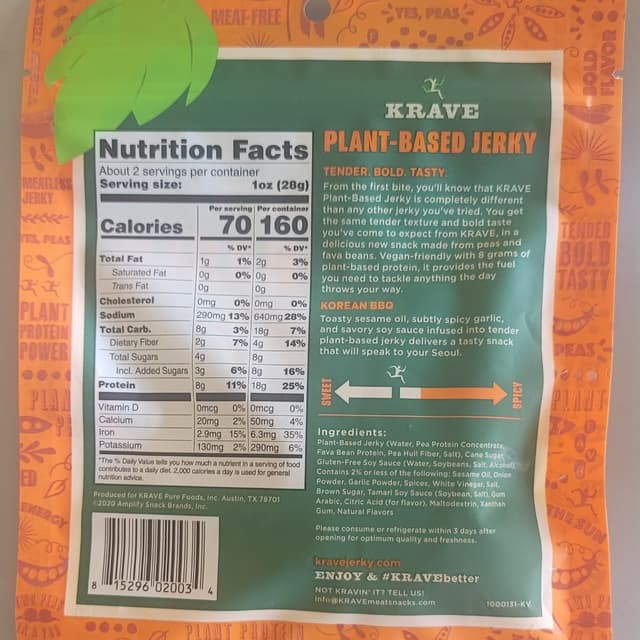 MEAT-FREE
YES, PEAS
BOLD
FLAVOR
MEATLESS
JERKY
YES, PEAS
PLANT
PROTEIN
POWER
ENERGY
TENDER
BOLD
TASTY
PEAS
THE SUN
PLANT PROTEIN
KRAVE
PLANT-BASED JERKY
Nutrition Facts
About 2 servings per container
Serving size: 1oz (28g)
Per serving Per container
Calories 70 160
% DV* % DV*
Total Fat 1g 1% 2g 3%
Saturated Fat 0g 0% 0g 0%
Trans Fat 0g 0g
Cholesterol 0mg 0% 0mg 0%
Sodium 290mg 13% 640mg 28%
Total Carb. 8g 3% 18g 7%
Dietary Fiber 2g 7% 4g 14%
Total Sugars 4g 8g
Incl. Added Sugars 3g 6% 8g 16%
Protein 8g 11% 18g 25%
Vitamin D 0mcg 0% 0mcg 0%
Calcium 20mg 2% 50mg 4%
Iron 2.9mg 15% 6.3mg 35%
Potassium 130mg 2% 290mg 6%
*The % Daily Value tells you how much a nutrient in a serving of food
contributes to a daily diet. 2,000 calories a day is used for general
nutrition advice.
Produced for KRAVE Pure Foods, Inc. Austin, TX 78701
©2020 Amplify Snack Brands, Inc.
8 15296 02003 4
TENDER. BOLD. TASTY.
From the first bite, you'll know that KRAVE
Plant-Based Jerky is completely different
than any other jerky you've tried. You get
the same tender texture and bold taste
you've come to expect from KRAVE, in a
delicious new snack made from peas and
fava beans. Vegan-friendly with 8 grams of
plant-based protein, it provides the fuel
you need to tackle anything the day
throws your way.
KOREAN BBQ
Toasty sesame oil, subtly spicy garlic,
and savory soy sauce infused into tender
plant-based jerky delivers a tasty snack
that will speak to your Seoul.
SWEET
SPICY
Ingredients:
Plant-Based Jerky (Water, Pea Protein Concentrate,
Fava Bean Protein, Pea Hull Fiber, Salt), Cane Sugar,
Gluten-Free Soy Sauce (Water, Soybeans, Salt, Alcohol),
Contains 2% or less of the following: Sesame Oil, Onion
Powder, Garlic Powder, Spices, White Vinegar, Salt,
Brown Sugar, Tamari Soy Sauce (Soybean, Salt), Gum
Arabic, Citric Acid (for flavor), Maltodextrin, Xanthan
Gum, Natural Flavors
Please consume or refrigerate within 3 days after
opening for optimum quality and freshness.
kravejerky.com
ENJOY & #KRAVEbetter
NOT KRAVIN' IT? TELL US!
info@KRAVEmeatsnacks.com
1000131-KV